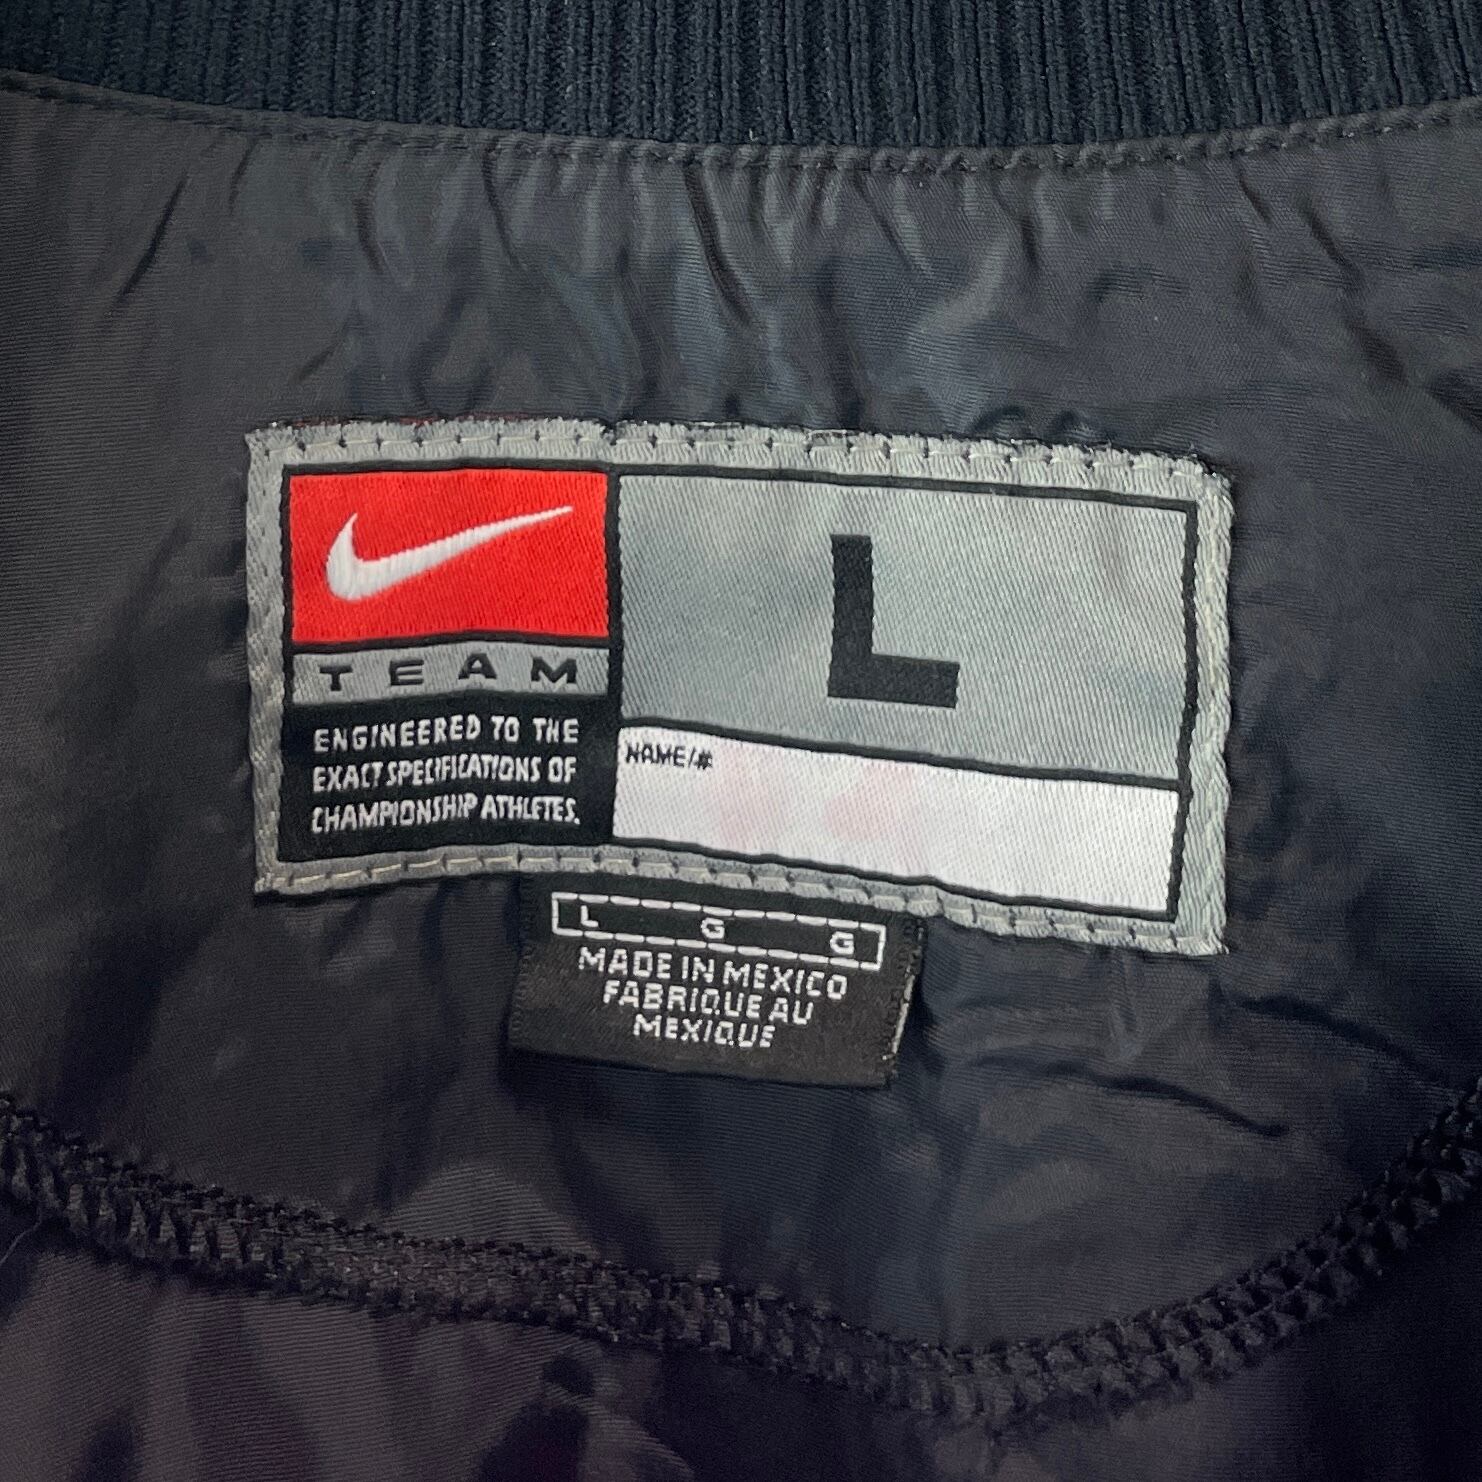 TEAM
ENGINEERED TO THE
EXACT SPECIFICATIONS OF
CHAMPIONSHIP ATHLETES.
L
NAME/#
L G G
MADE IN MEXICO
FABRIQUE AU
MEXIQUE